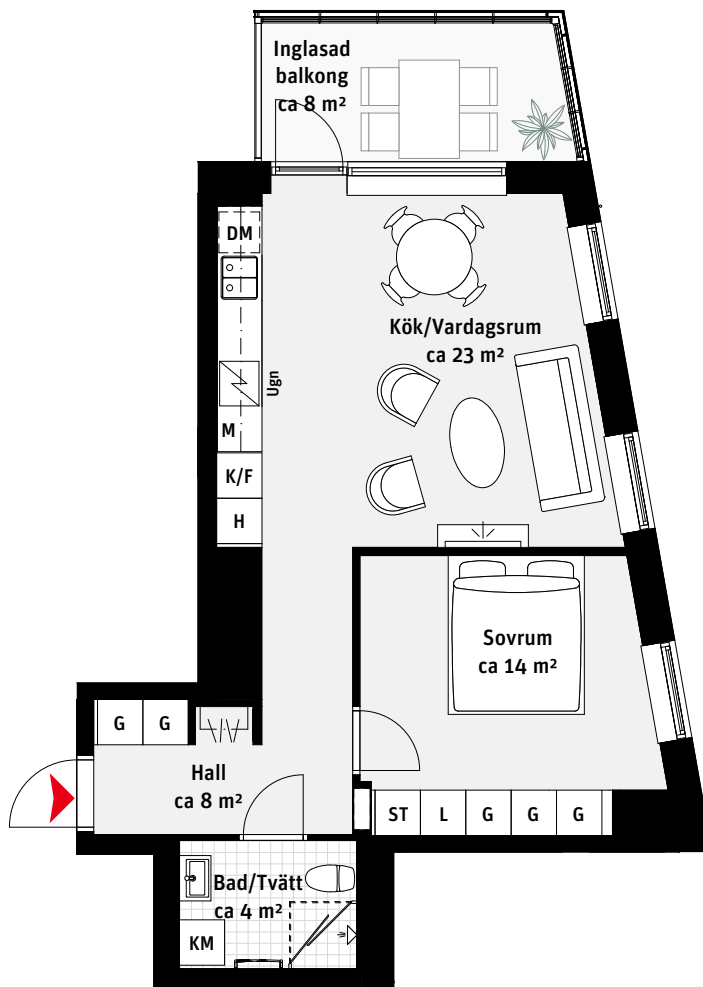 Inglasad
balkong
ca 8 m²
DM
Kök/Vardagsrum
ca 23 m²
Ugn
M
K/F
H
Sovrum
ca 14 m²
G G
Hall
ca 8 m²
ST L G G G
Bad/Tvätt
ca 4 m²
KM